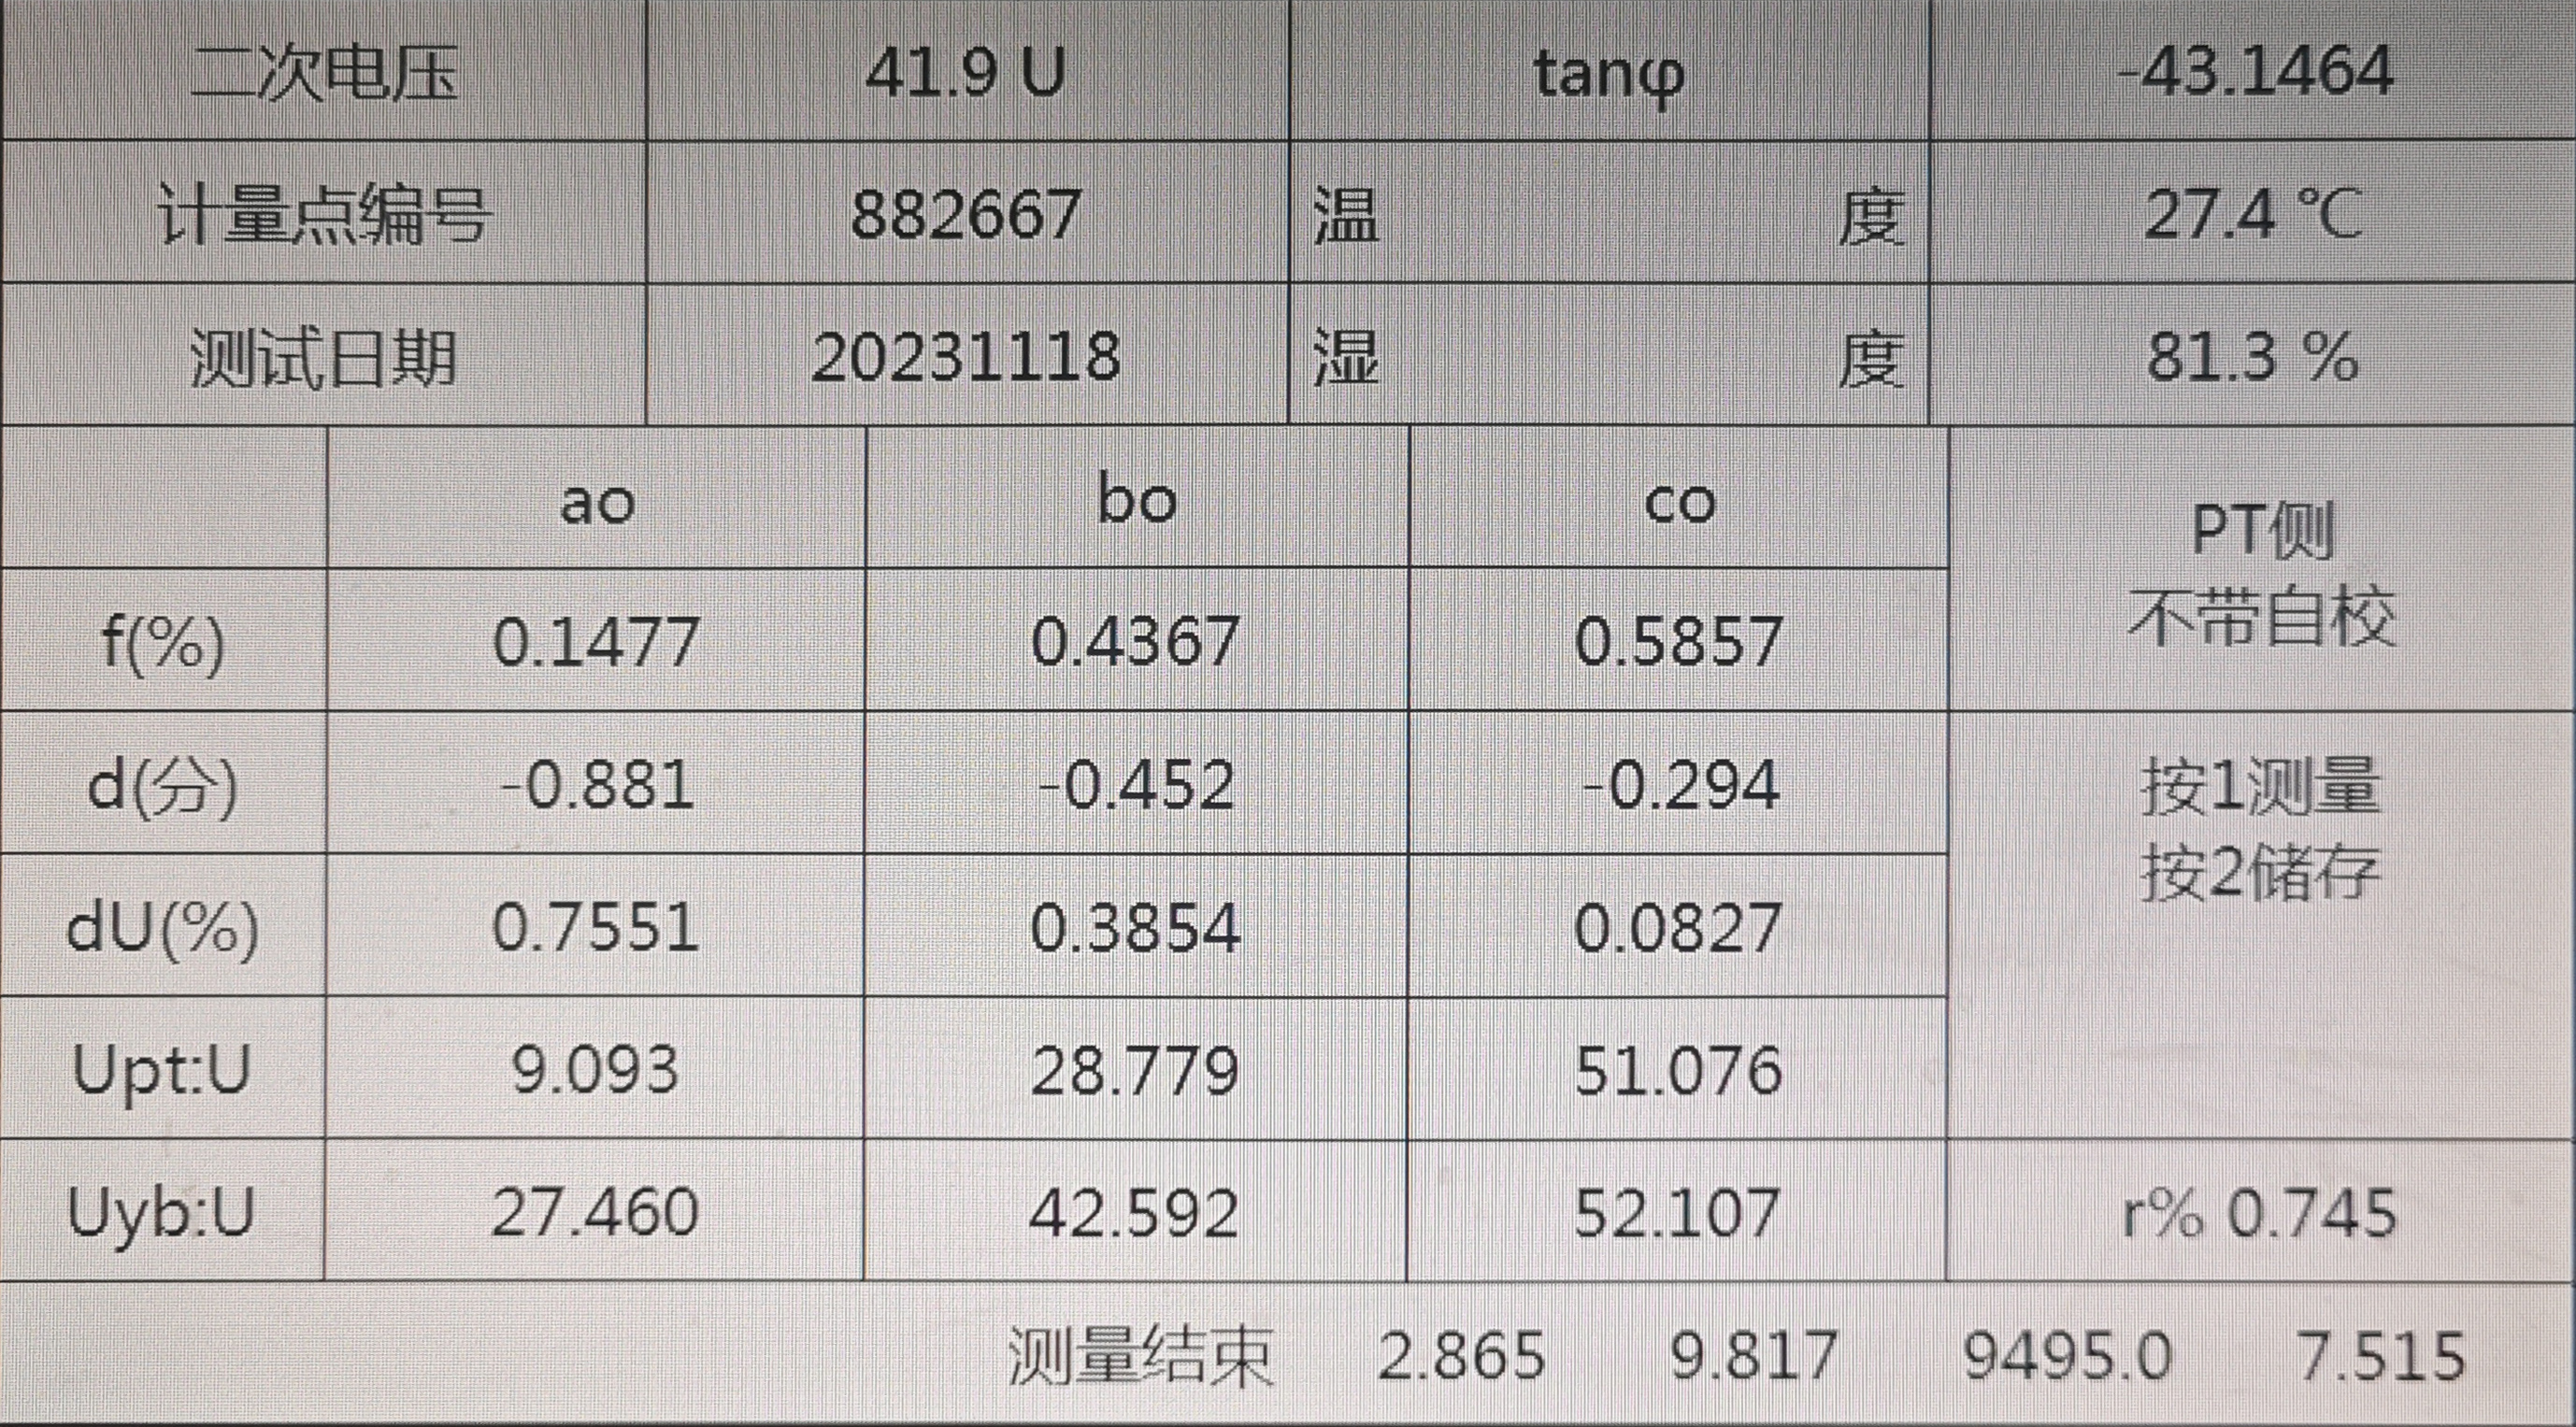 二次电压 41.9 U tanφ -43.1464
计量点编号 882667 温 度 27.4 ℃
测试日期 20231118 湿 度 81.3 %
ao bo co PT侧
不带自校
f(%) 0.1477 0.4367 0.5857
d(分) -0.881 -0.452 -0.294 按1测量
按2储存
dU(%) 0.7551 0.3854 0.0827
Upt:U 9.093 28.779 51.076
Uyb:U 27.460 42.592 52.107 r% 0.745
测量结束 2.865 9.817 9495.0 7.515